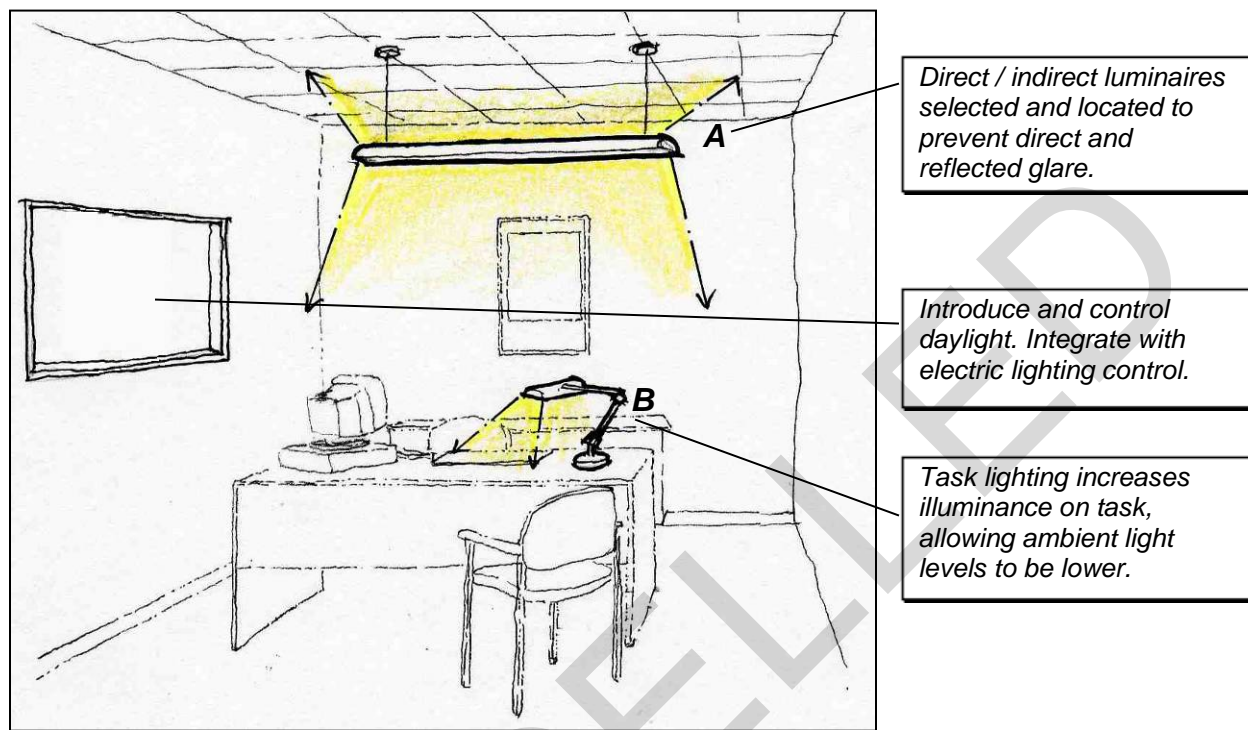 Direct / indirect luminaires
selected and located to
prevent direct and
reflected glare.
A
Introduce and control
daylight. Integrate with
electric lighting control.
B
Task lighting increases
illuminance on task,
allowing ambient light
levels to be lower.
ELLED